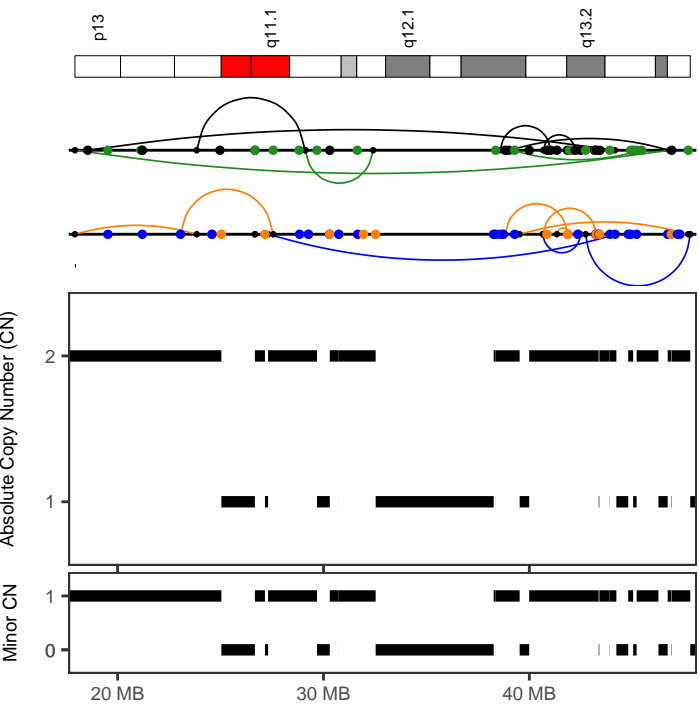 p13 q11.1 q12.1 q13.2
Absolute Copy Number (CN)
2
1
Minor CN
1
0
20 MB 30 MB 40 MB